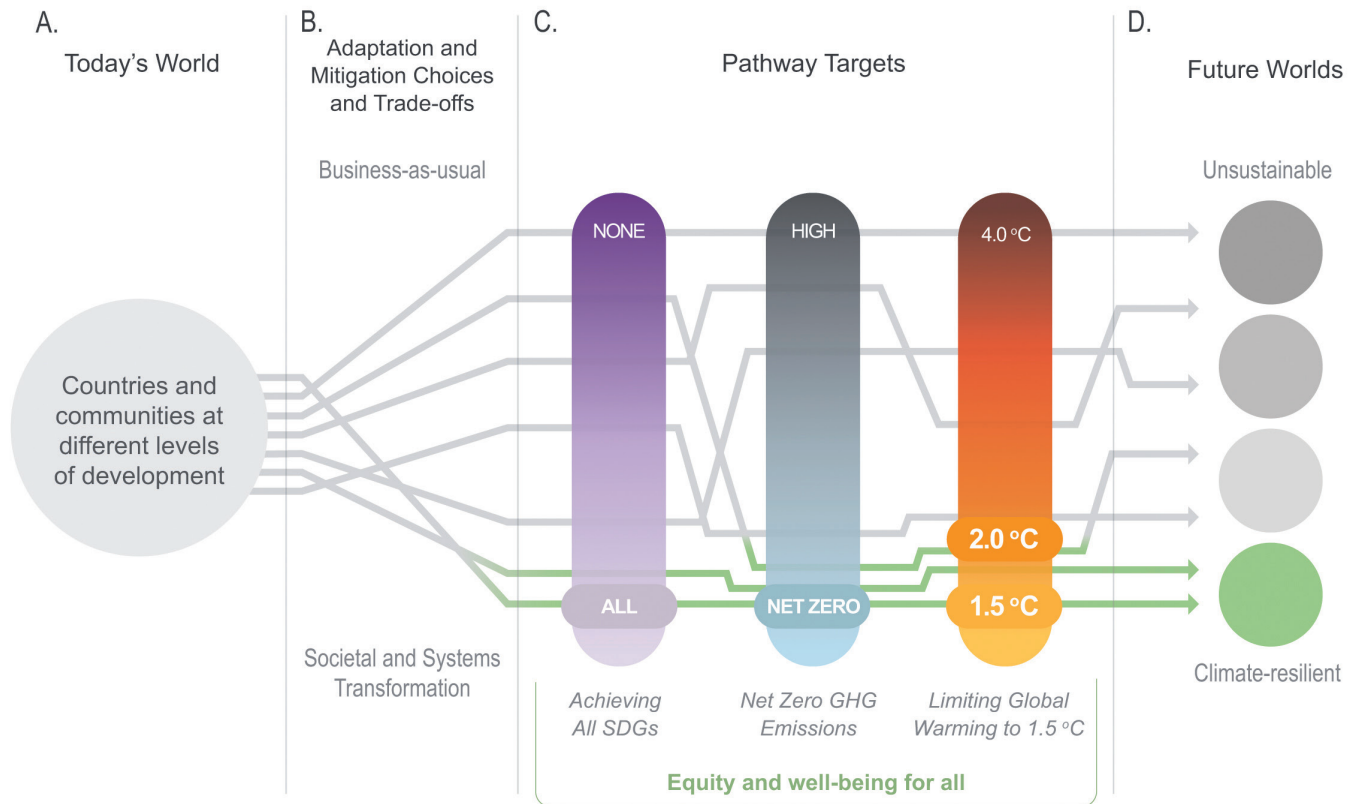 A.
Today's World
Countries and
communities at
different levels
of development
B.
Adaptation and
Mitigation Choices
and Trade-offs
Business-as-usual
Societal and Systems
Transformation
C.
Pathway Targets
NONE
ALL
Achieving
All SDGs
HIGH
NET ZERO
Net Zero GHG
Emissions
4.0 °C
2.0 °C
1.5 °C
Limiting Global
Warming to 1.5 °C
Equity and well-being for all
D.
Future Worlds
Unsustainable
Climate-resilient